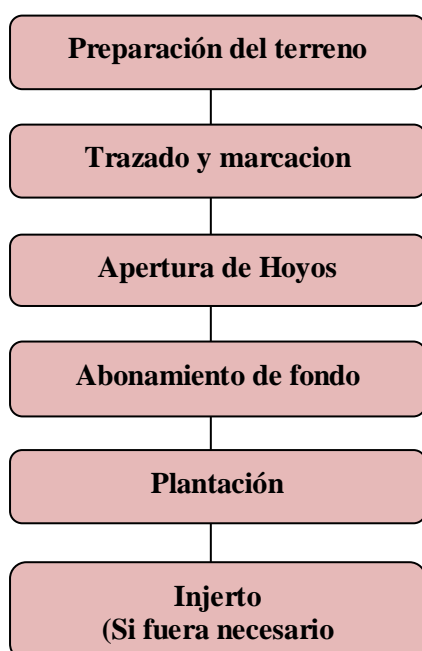 Preparación del terreno
Trazado y marcacion
Apertura de Hoyos
Abonamiento de fondo
Plantación
Injerto
(Si fuera necesario